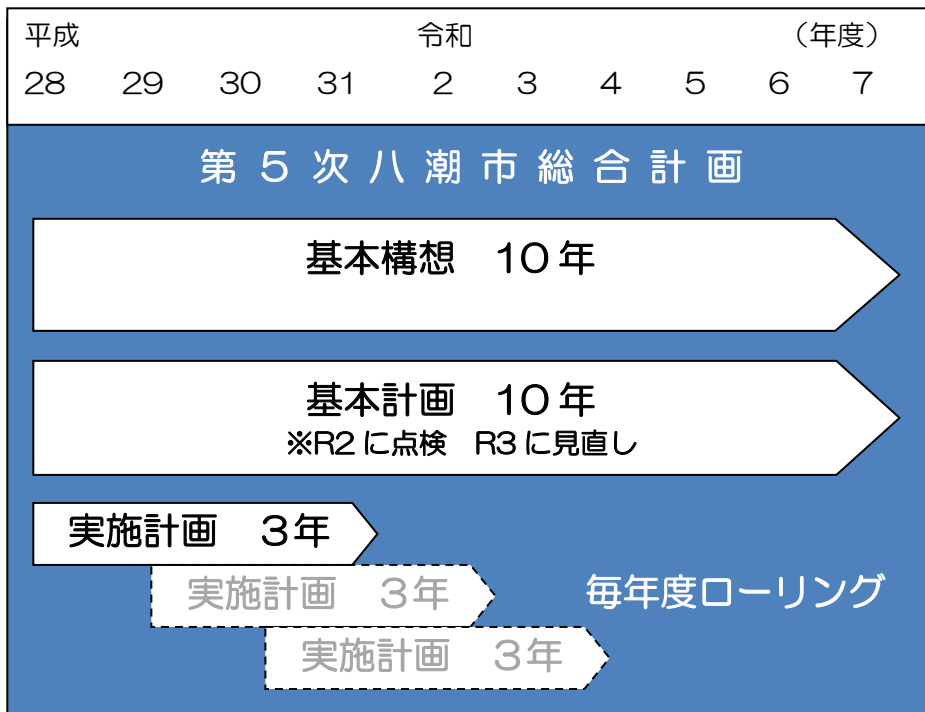 平成 令和 （年度）
28 29 30 31 2 3 4 5 6 7
第５次八潮市総合計画
基本構想　10年
基本計画　10年
※R2に点検　R3に見直し
実施計画　3年
実施計画　3年
毎年度ローリング
実施計画　3年